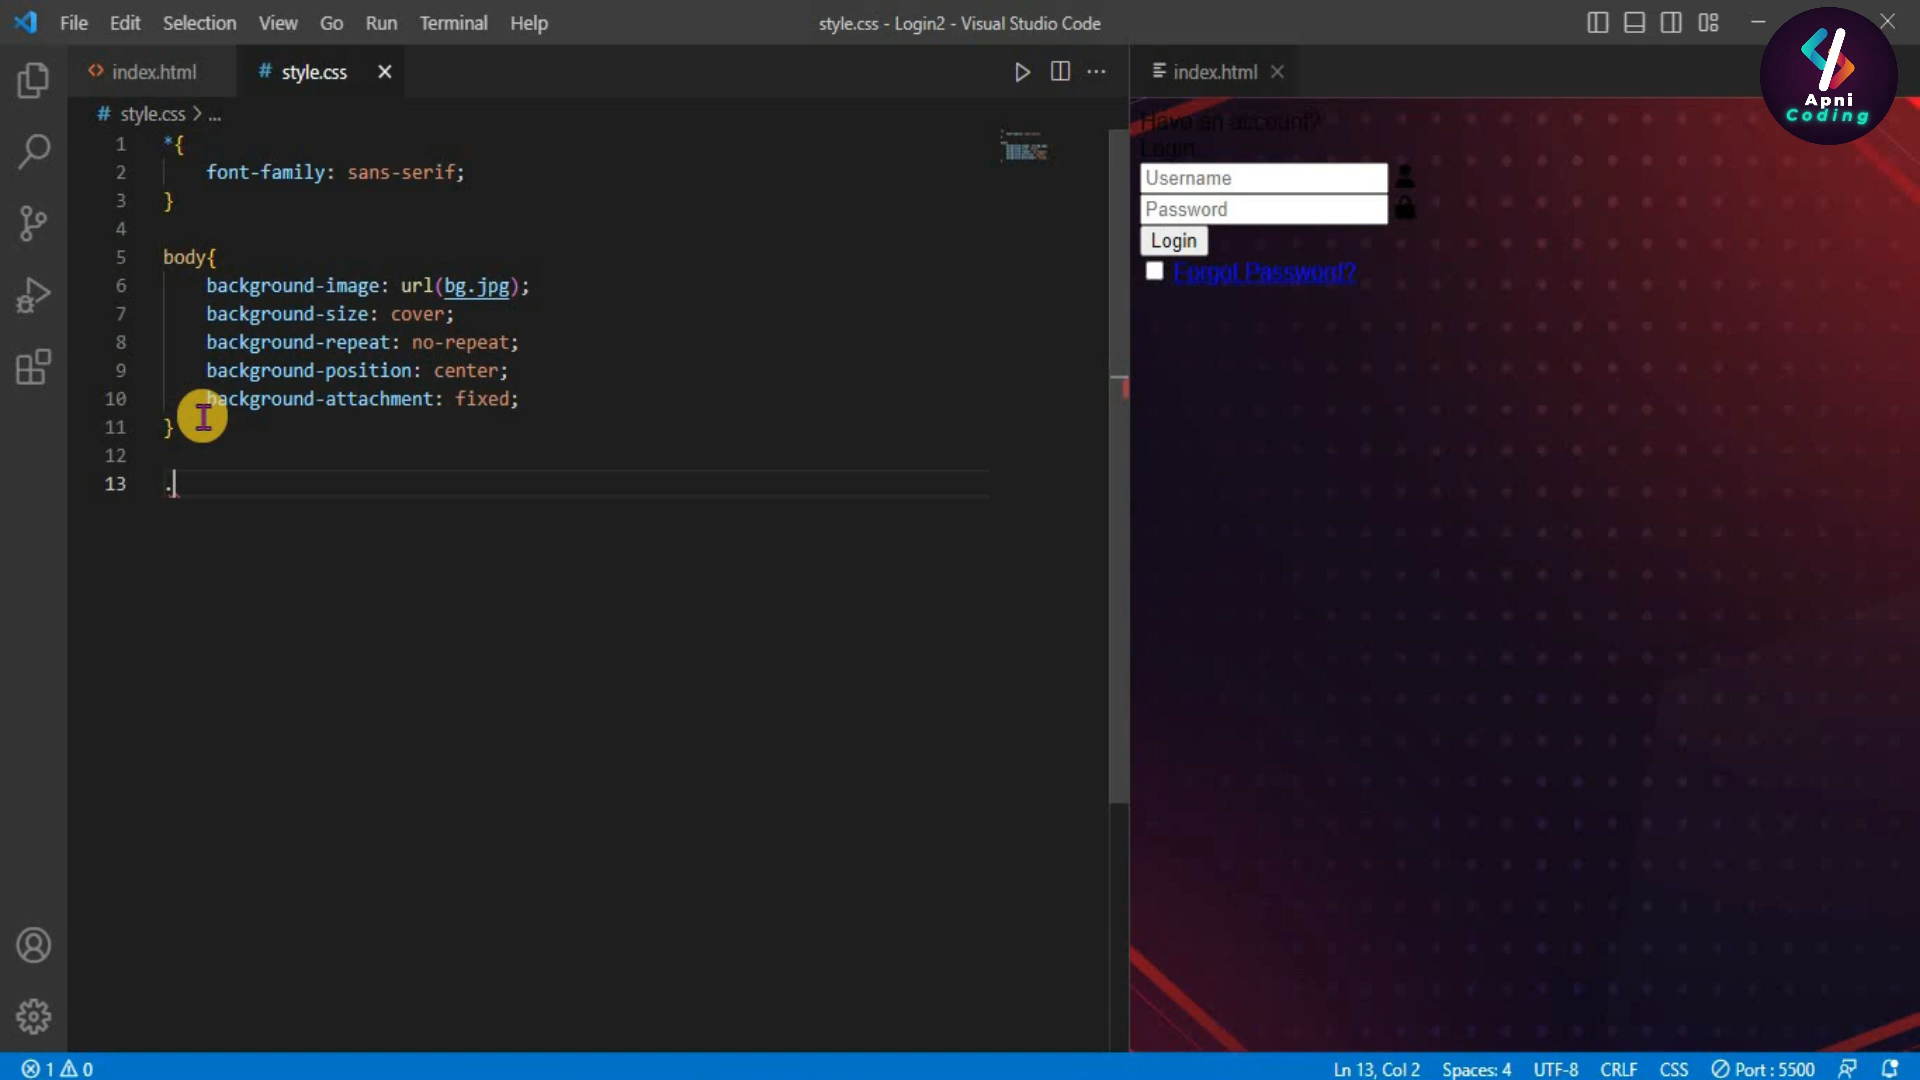 File Edit Selection View Go Run Terminal Help
style.css - Login2 - Visual Studio Code
Apni
Coding
index.html
# style.css
index.html
# style.css > ...
1 *{
2 font-family: sans-serif;
3 }
4
5 body{
6 background-image: url(bg.jpg);
7 background-size: cover;
8 background-repeat: no-repeat;
9 background-position: center;
10 background-attachment: fixed;
11 }
12
13 .
Have an account?
Login
Username
Password
Login
Forgot Password?
1 0
Ln 13, Col 2 Spaces: 4 UTF-8 CRLF CSS Port : 5500